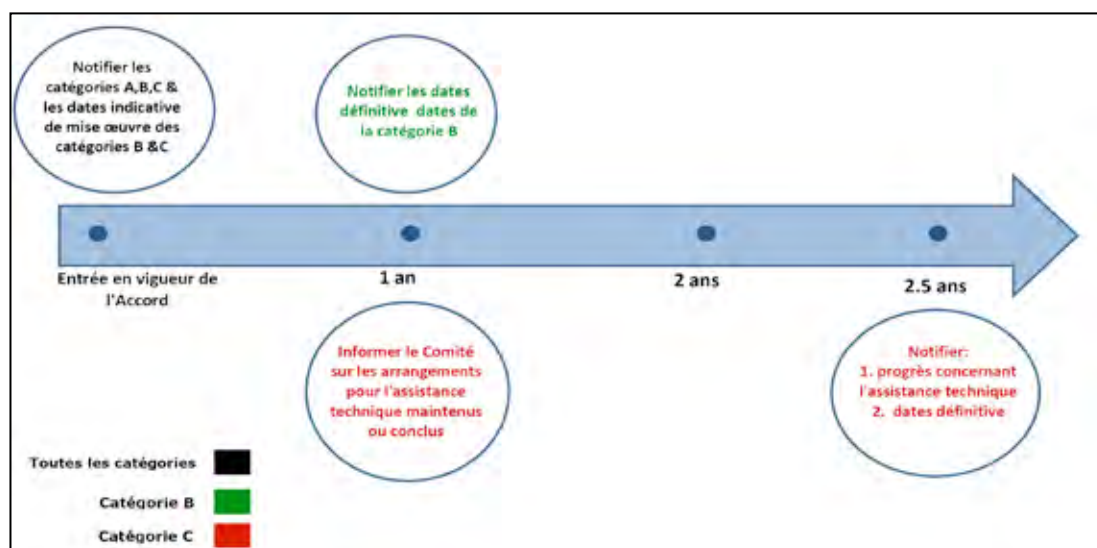 Notifier les
catégories A,B,C &
les dates indicative
de mise œuvre des
catégories B &C
Notifier les dates
définitive dates de
la catégorie B
Entrée en vigueur de
l'Accord
1 an
2 ans
2.5 ans
Informer le Comité
sur les arrangements
pour l'assistance
technique maintenus
ou conclus
Notifier:
1. progrès concernant
l'assistance technique
2. dates définitive
Toutes les catégories
Catégorie B
Catégorie C